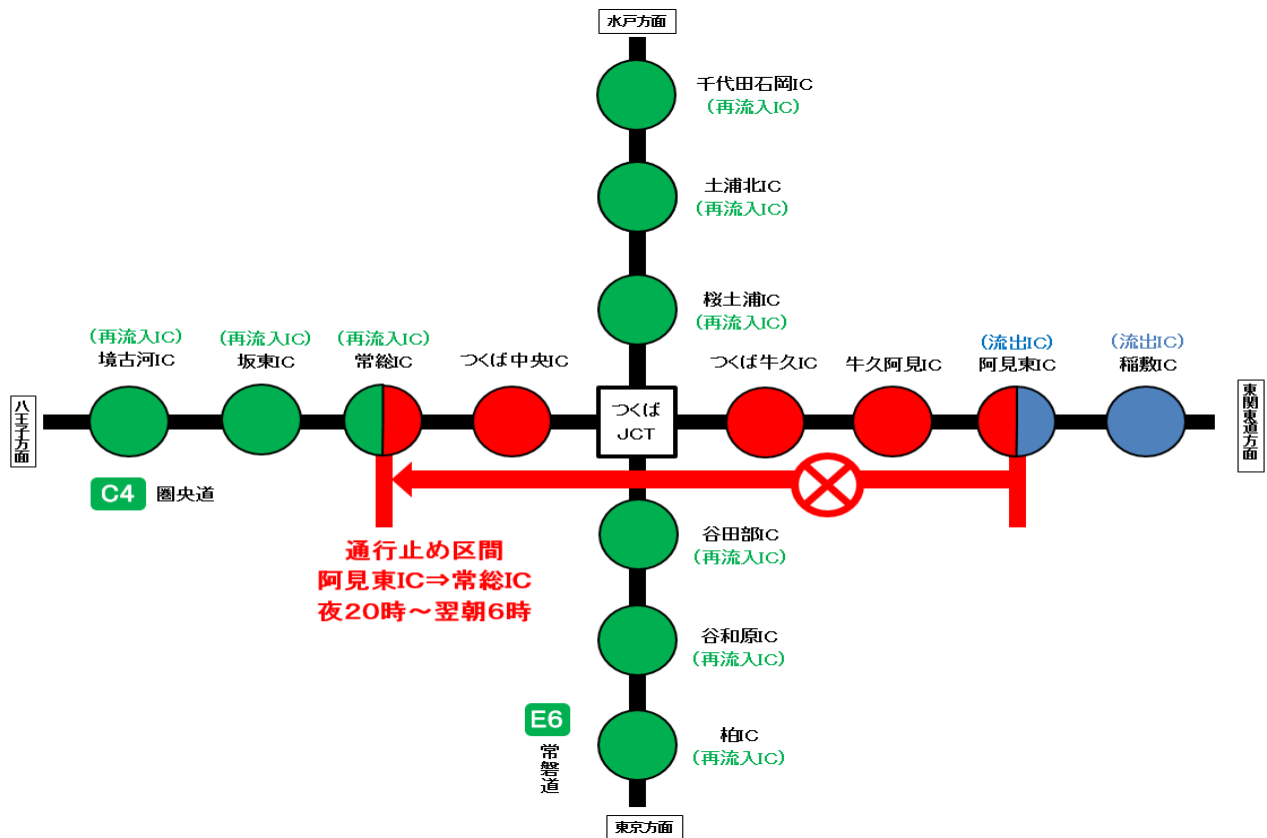 水戸方面
千代田石岡IC
(再流入IC)
土浦北IC
(再流入IC)
桜土浦IC
(再流入IC)
(再流入IC)
境古河IC
(再流入IC)
坂東IC
(再流入IC)
常総IC
つくば中央IC
つくば牛久IC
牛久阿見IC
(流出IC)
阿見東IC
(流出IC)
稲敷IC
八王子方面
つくば
JCT
東関東道方面
C4 圏央道
通行止め区間
阿見東IC⇒常総IC
夜20時～翌朝6時
谷田部IC
(再流入IC)
谷和原IC
(再流入IC)
E6
常磐道
柏IC
(再流入IC)
東京方面